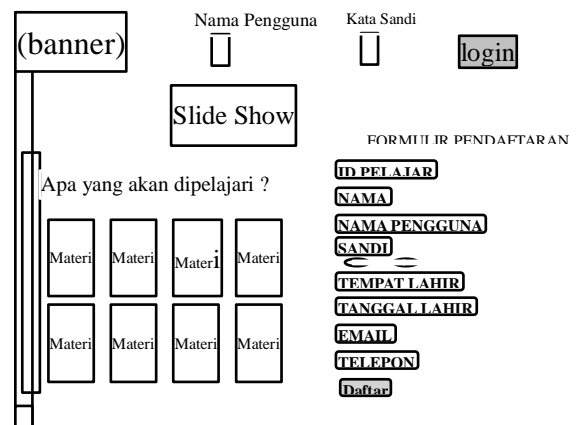 (banner)
Nama Pengguna
Kata Sandi
login
Slide Show
FORMULIR PENDAFTARAN
Apa yang akan dipelajari ?
ID PELAJAR
NAMA
NAMA PENGGUNA
SANDI
TEMPAT LAHIR
TANGGAL LAHIR
EMAIL
TELEPON
Daftar
Materi Materi Materi Materi
Materi Materi Materi Materi